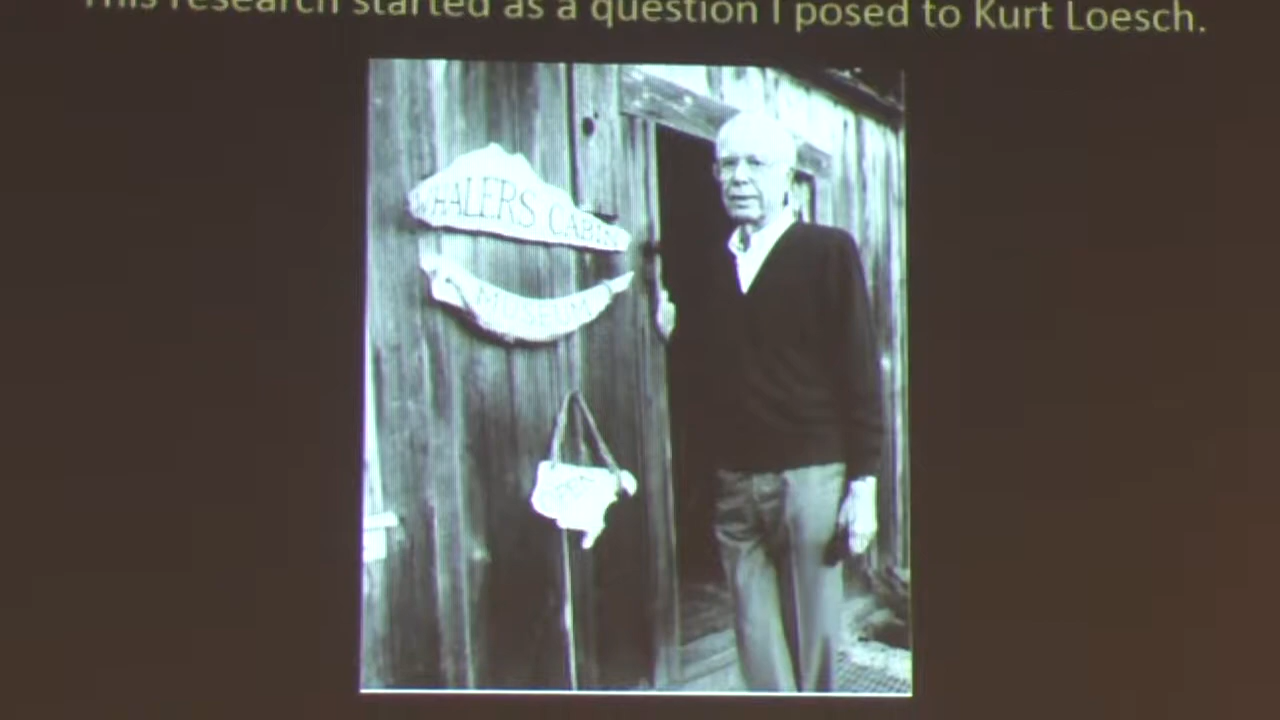 This research started as a question I posed to Kurt Loesch.
WHALERS CABIN
MUSEUM